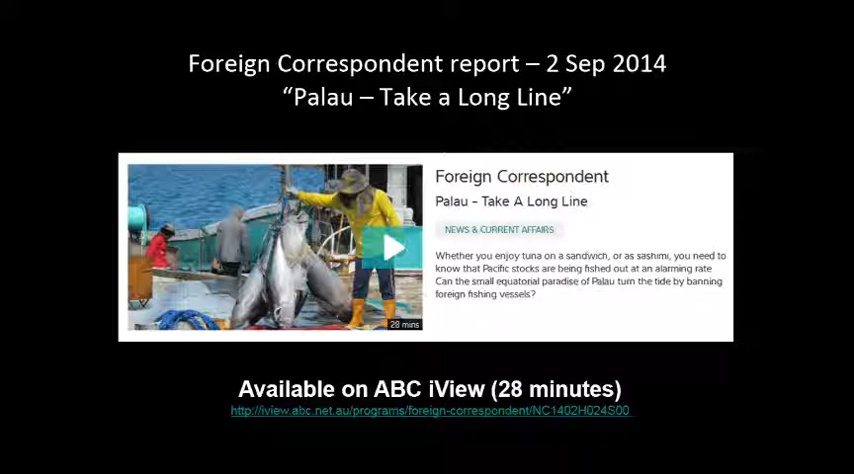 Foreign Correspondent report – 2 Sep 2014
“Palau – Take a Long Line”
Foreign Correspondent
Palau - Take A Long Line
NEWS & CURRENT AFFAIRS
Whether you enjoy tuna on a sandwich, or as sashimi, you need to
know that Pacific stocks are being fished out at an alarming rate
Can the small equatorial paradise of Palau turn the tide by banning
foreign fishing vessels?
28 mins
Available on ABC iView (28 minutes)
http://iview.abc.net.au/programs/foreign-correspondent/NC1402H024S00